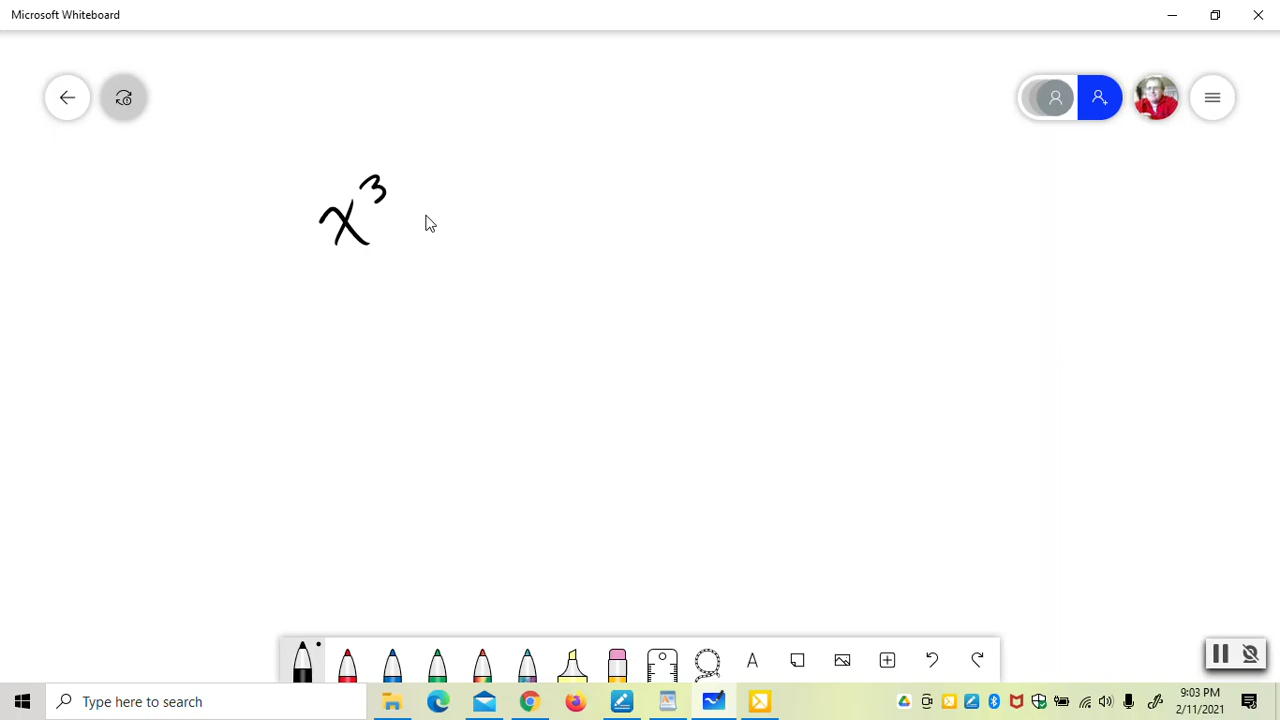 Microsoft Whiteboard
x³
A
Type here to search
9:03 PM
2/11/2021